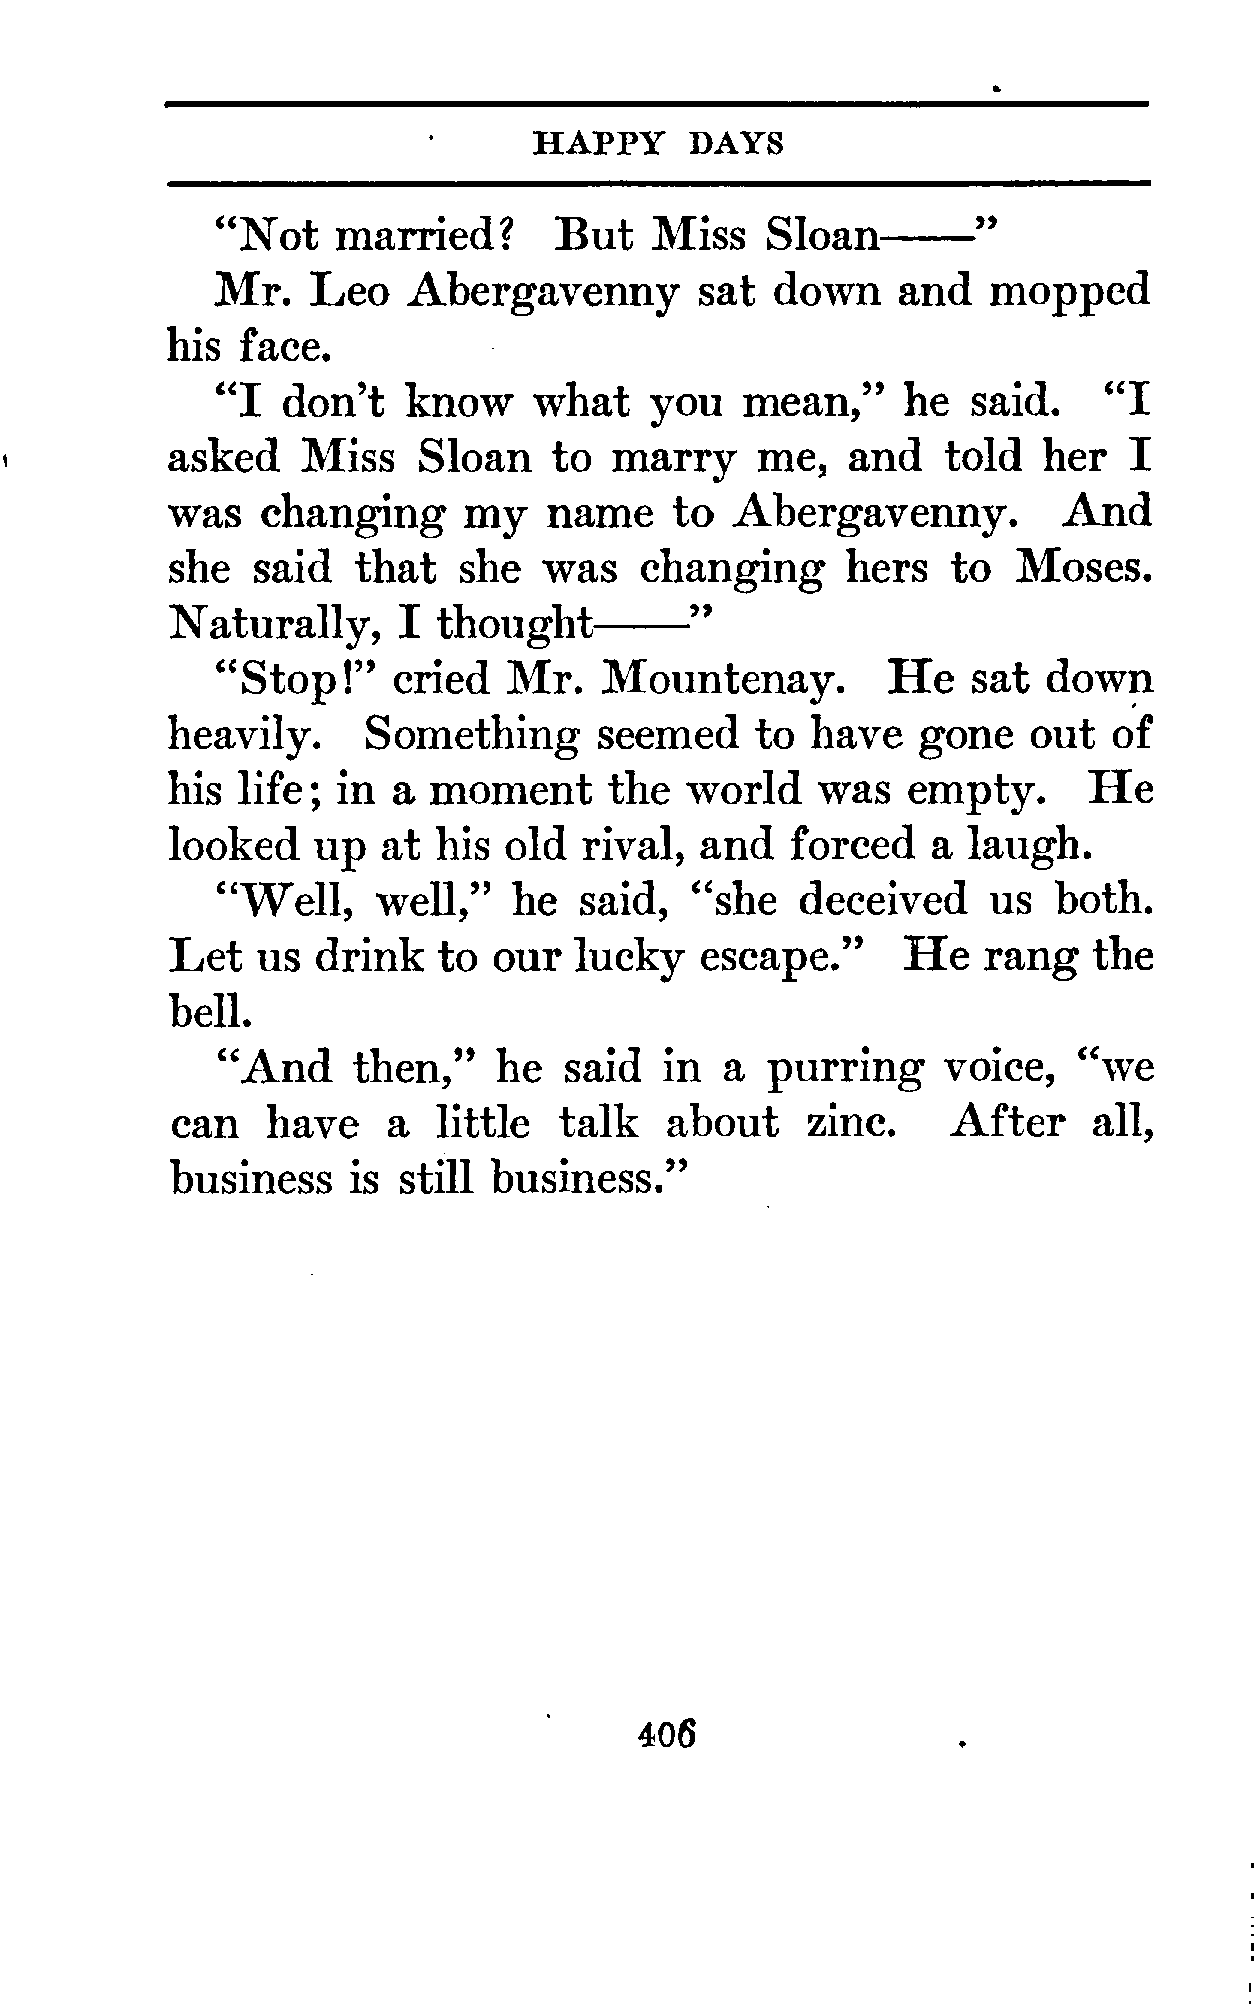 HAPPY DAYS
“Not married? But Miss Sloan——”
Mr. Leo Abergavenny sat down and mopped
his face.
“I don't know what you mean,” he said. “I
asked Miss Sloan to marry me, and told her I
was changing my name to Abergavenny. And
she said that she was changing hers to Moses.
Naturally, I thought——”
“Stop!” cried Mr. Mountenay. He sat down
heavily. Something seemed to have gone out of
his life; in a moment the world was empty. He
looked up at his old rival, and forced a laugh.
“Well, well,” he said, “she deceived us both.
Let us drink to our lucky escape.” He rang the
bell.
“And then,” he said in a purring voice, “we
can have a little talk about zinc. After all,
business is still business.”
406